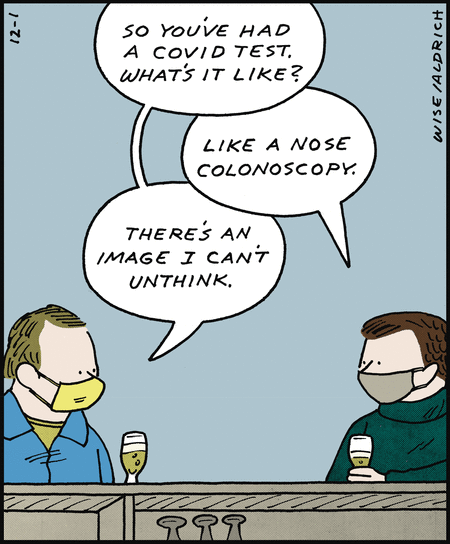 SO YOU'VE HAD
A COVID TEST.
WHAT'S IT LIKE?
LIKE A NOSE
COLONOSCOPY.
THERE'S AN
IMAGE I CAN'T
UNTHINK.
12-1
WISE/ALDRICH